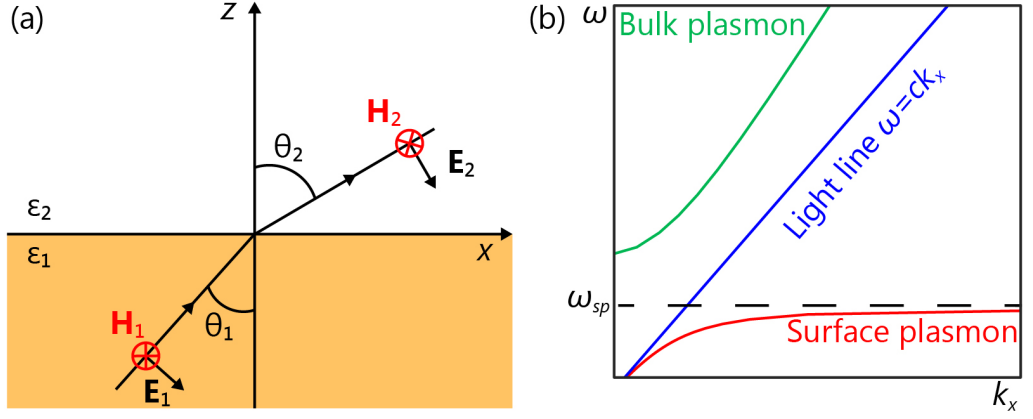 (a)
z
H₂
θ₂
E₂
ε₂
x
ε₁
H₁
θ₁
E₁
(b)
ω
Bulk plasmon
Light line ω=ckₓ
ωsp
Surface plasmon
kₓ